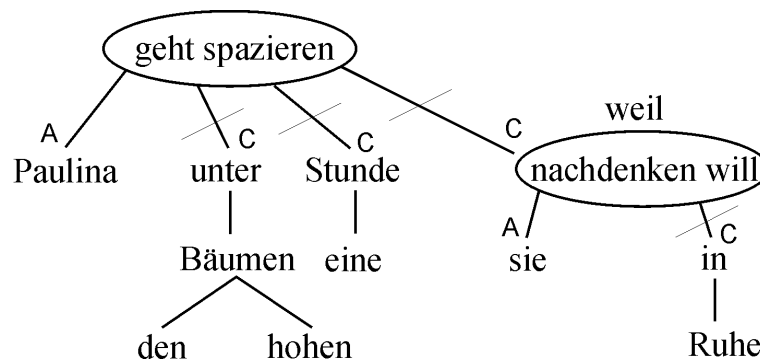 geht spazieren
weil
A C C C
Paulina unter Stunde nachdenken will
A C
Bäumen eine sie in
den hohen Ruhe